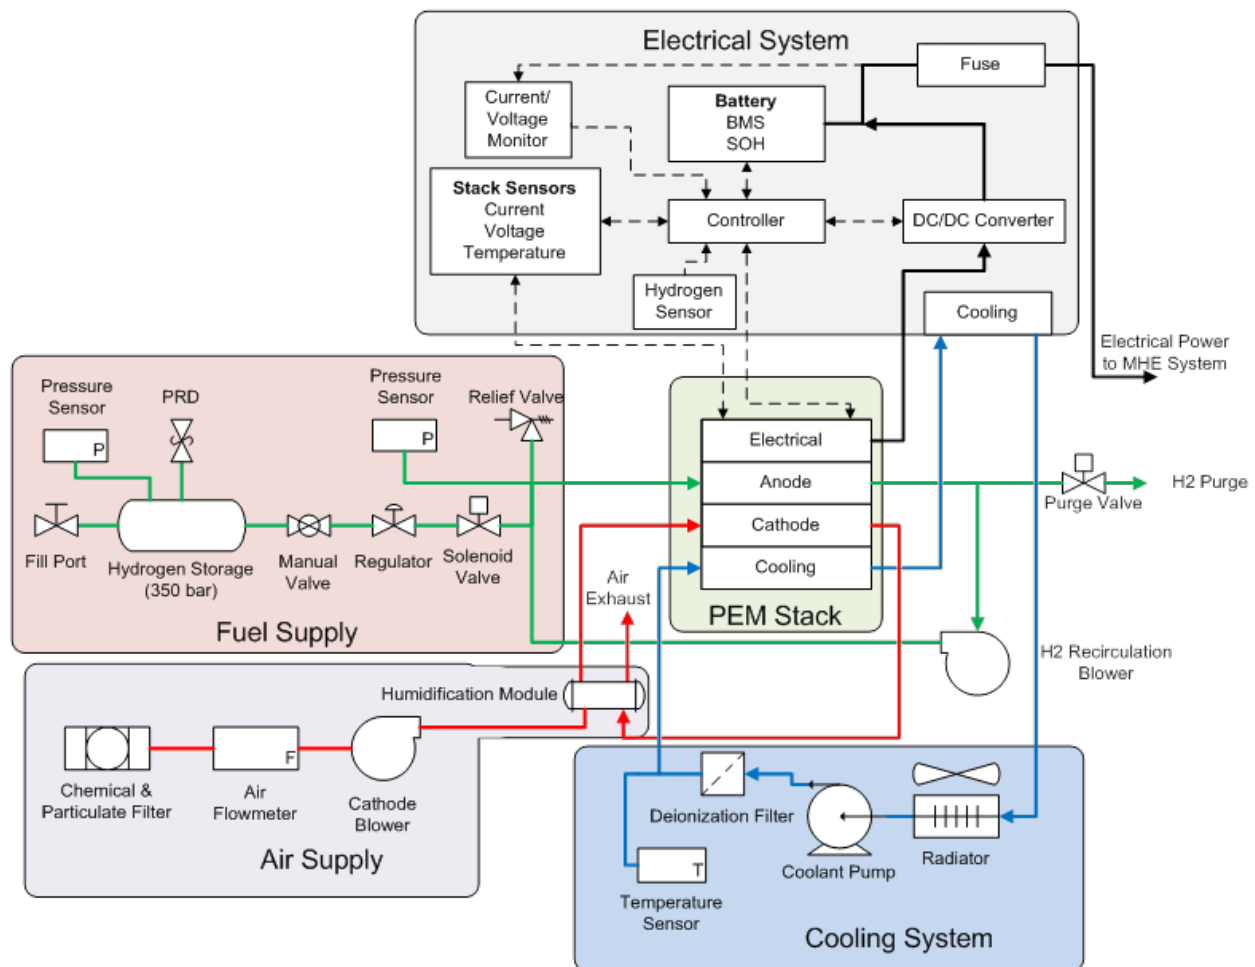 Electrical System
Fuse
Current/
Voltage
Monitor
Battery
BMS
SOH
Stack Sensors
Current
Voltage
Temperature
Controller
DC/DC Converter
Hydrogen
Sensor
Cooling
Electrical Power
to MHE System
Pressure
Sensor
P
PRD
Pressure
Sensor
P
Relief Valve
Fill Port
Hydrogen Storage
(350 bar)
Manual
Valve
Regulator
Solenoid
Valve
Fuel Supply
Electrical
Anode
Cathode
Cooling
PEM Stack
Purge Valve
H2 Purge
Air
Exhaust
H2 Recirculation
Blower
Humidification Module
Chemical &
Particulate Filter
F
Air
Flowmeter
Cathode
Blower
Air Supply
Deionization Filter
T
Temperature
Sensor
Coolant Pump
Radiator
Cooling System